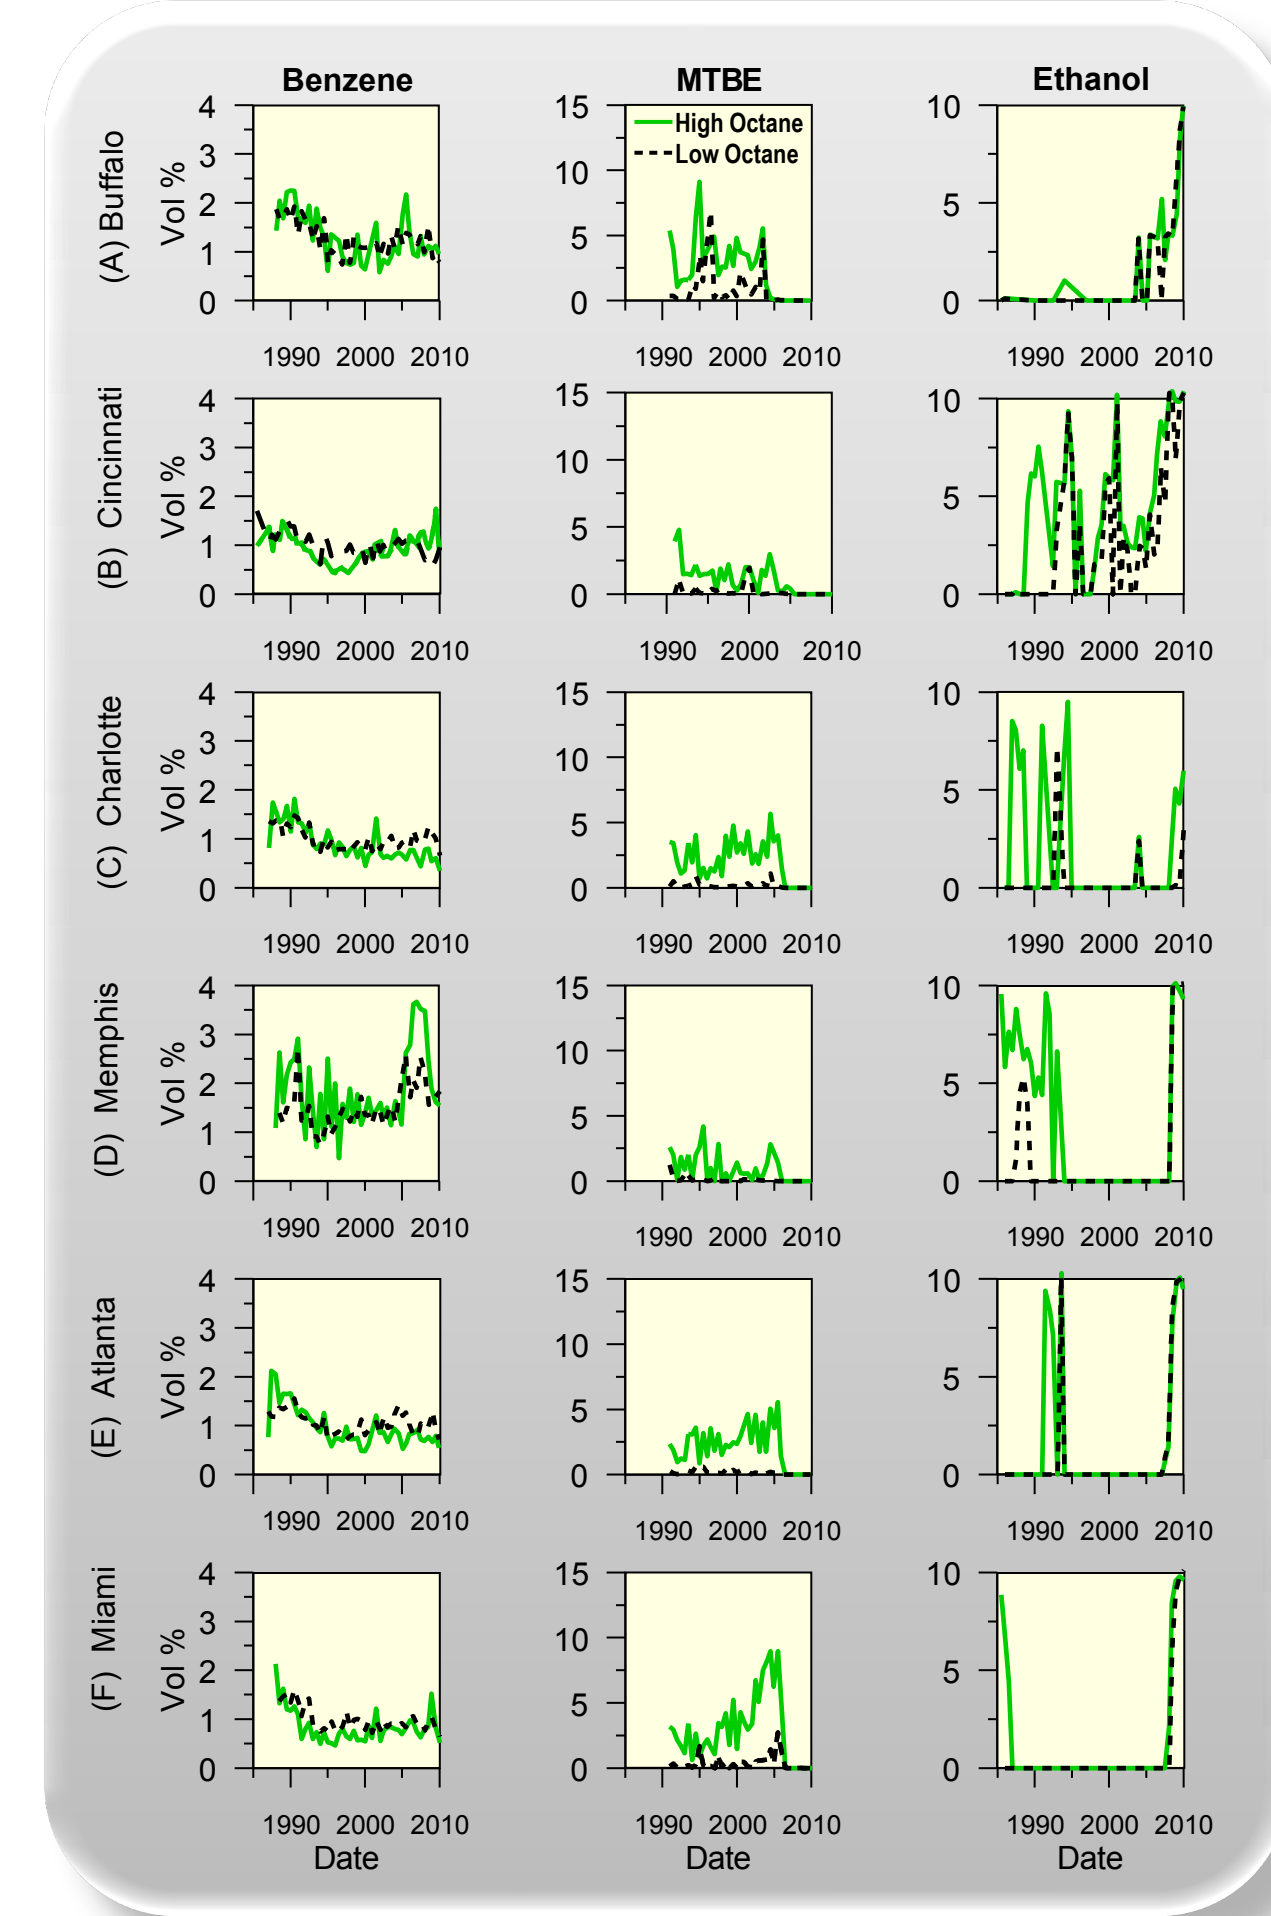 Benzene MTBE Ethanol
(A) Buffalo
Vol %
4 3 2 1 0
15 10 5 0
10 5 0
High Octane
Low Octane
1990 2000 2010 1990 2000 2010 1990 2000 2010
(B) Cincinnati
Vol %
4 3 2 1 0
15 10 5 0
10 5 0
1990 2000 2010 1990 2000 2010 1990 2000 2010
(C) Charlotte
Vol %
4 3 2 1 0
15 10 5 0
10 5 0
1990 2000 2010 1990 2000 2010 1990 2000 2010
(D) Memphis
Vol %
4 3 2 1 0
15 10 5 0
10 5 0
1990 2000 2010 1990 2000 2010 1990 2000 2010
(E) Atlanta
Vol %
4 3 2 1 0
15 10 5 0
10 5 0
1990 2000 2010 1990 2000 2010 1990 2000 2010
(F) Miami
Vol %
4 3 2 1 0
15 10 5 0
10 5 0
1990 2000 2010 1990 2000 2010 1990 2000 2010
Date Date Date